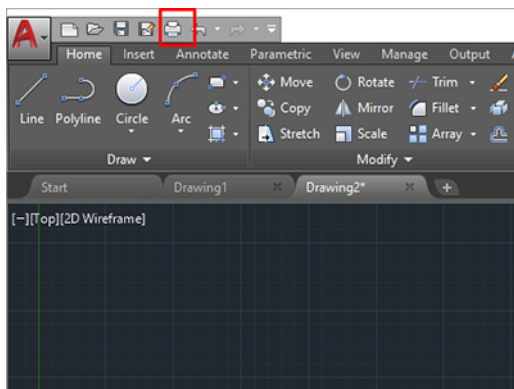 A
Home Insert Annotate Parametric View Manage Output
Line Polyline Circle Arc
Move Rotate Trim
Copy Mirror Fillet
Stretch Scale Array
Draw Modify
Start Drawing1 Drawing2*
[−][Top][2D Wireframe]